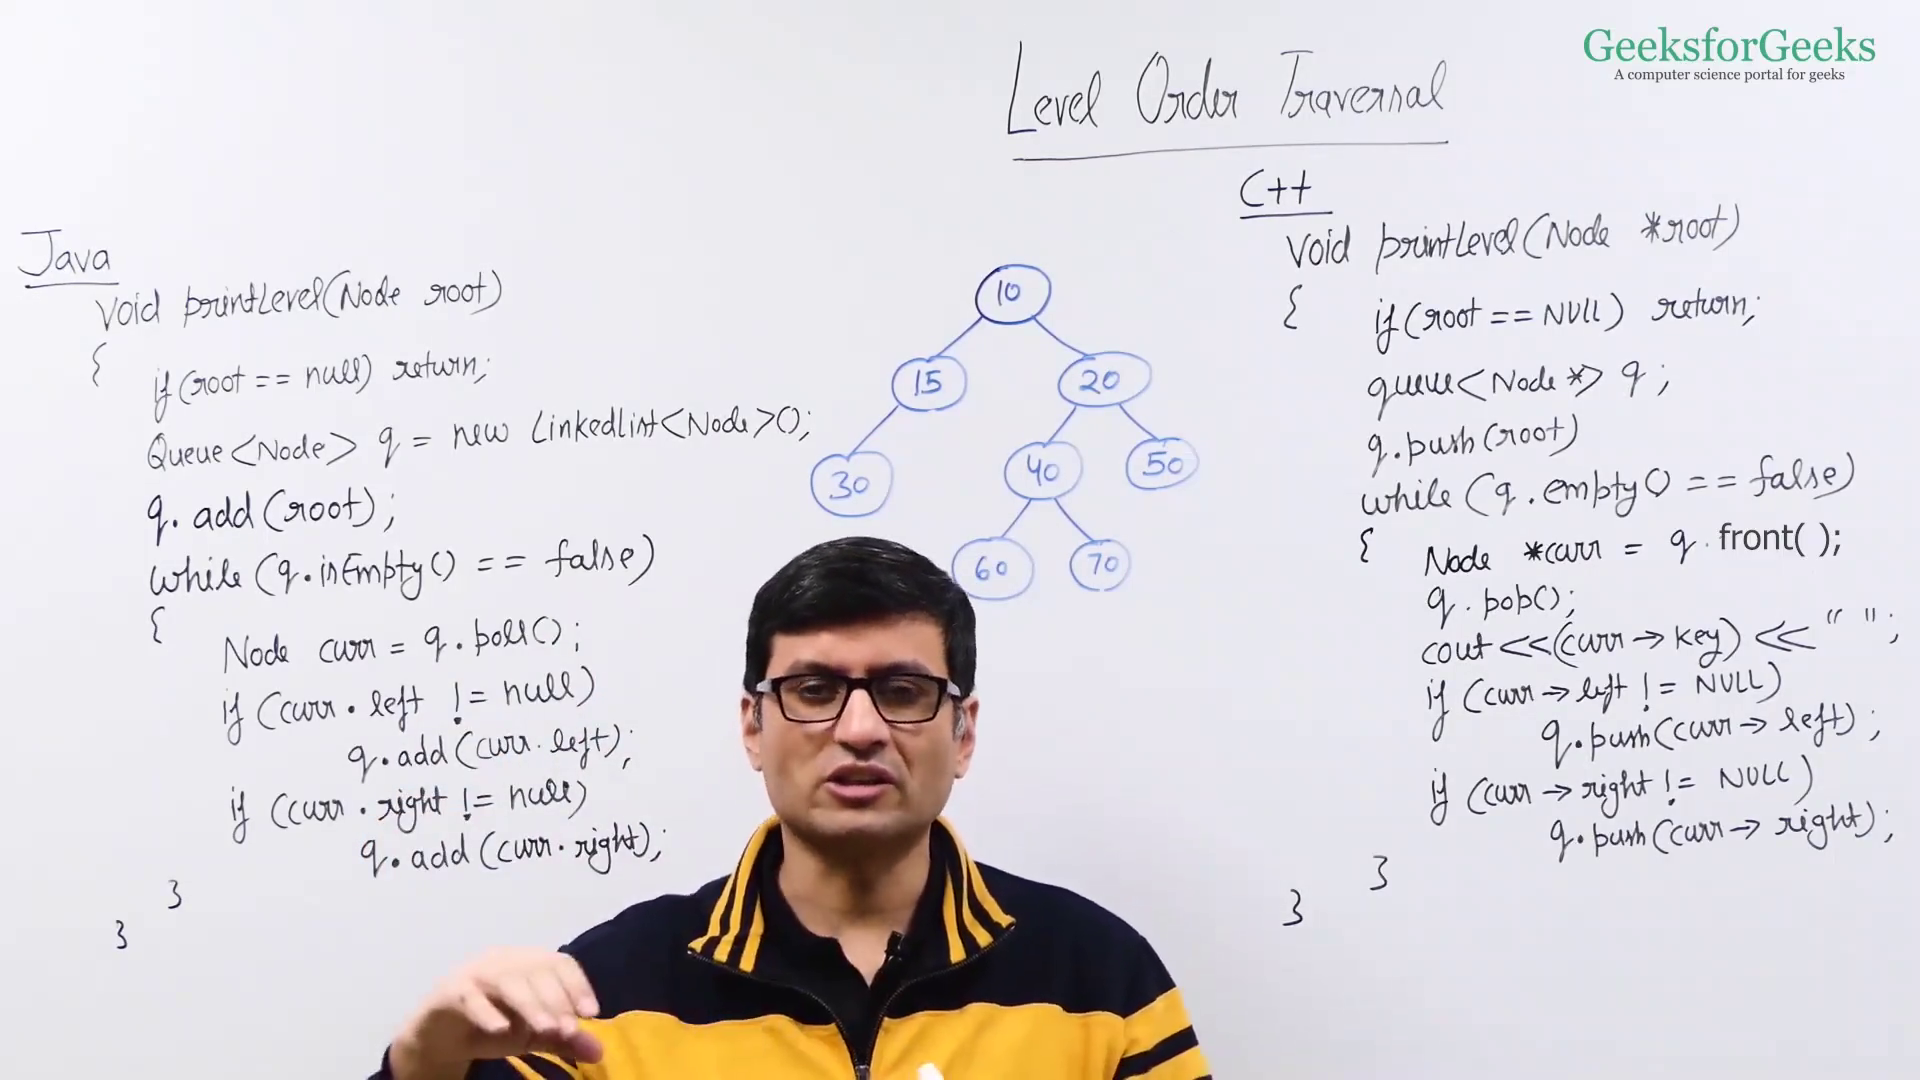 GeeksforGeeks
A computer science portal for geeks
Level Order Traversal
Java
Void printLevel(Node root)
{
if (root == null) return;
Queue<Node> q = new LinkedList<Node>();
q.add(root);
while (q.isEmpty() == false)
{
Node curr = q.poll();
if (curr.left != null)
q.add(curr.left);
if (curr.right != null)
q.add(curr.right);
}
}
10
15 20
30 40 50
60 70
C++
Void printLevel(Node *root)
{
if (root == NULL) return;
queue<Node*> q;
q.push(root)
while (q.empty() == false)
{
Node *curr = q.front( );
q.pop();
cout <<(curr→key) << " ";
if (curr→left != NULL)
q.push(curr→left);
if (curr→right != NULL)
q.push(curr→right);
}
}